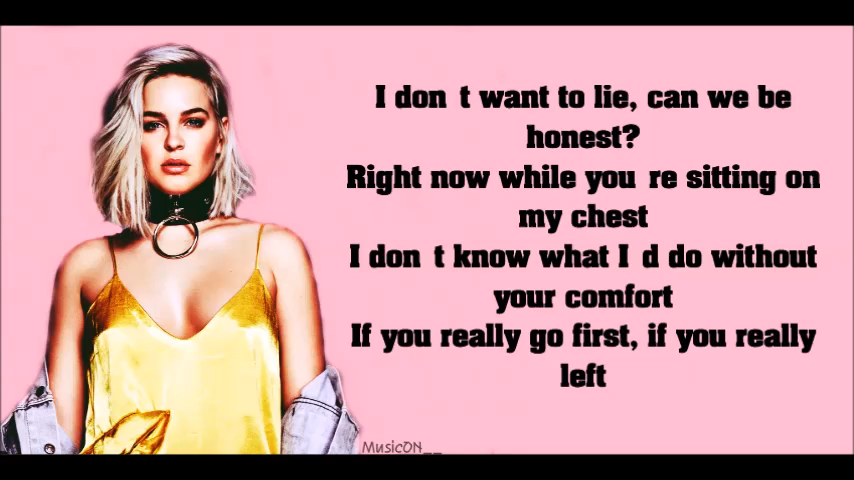 I don t want to lie, can we be
honest?
Right now while you re sitting on
my chest
I don t know what I d do without
your comfort
If you really go first, if you really
left
MusicON__